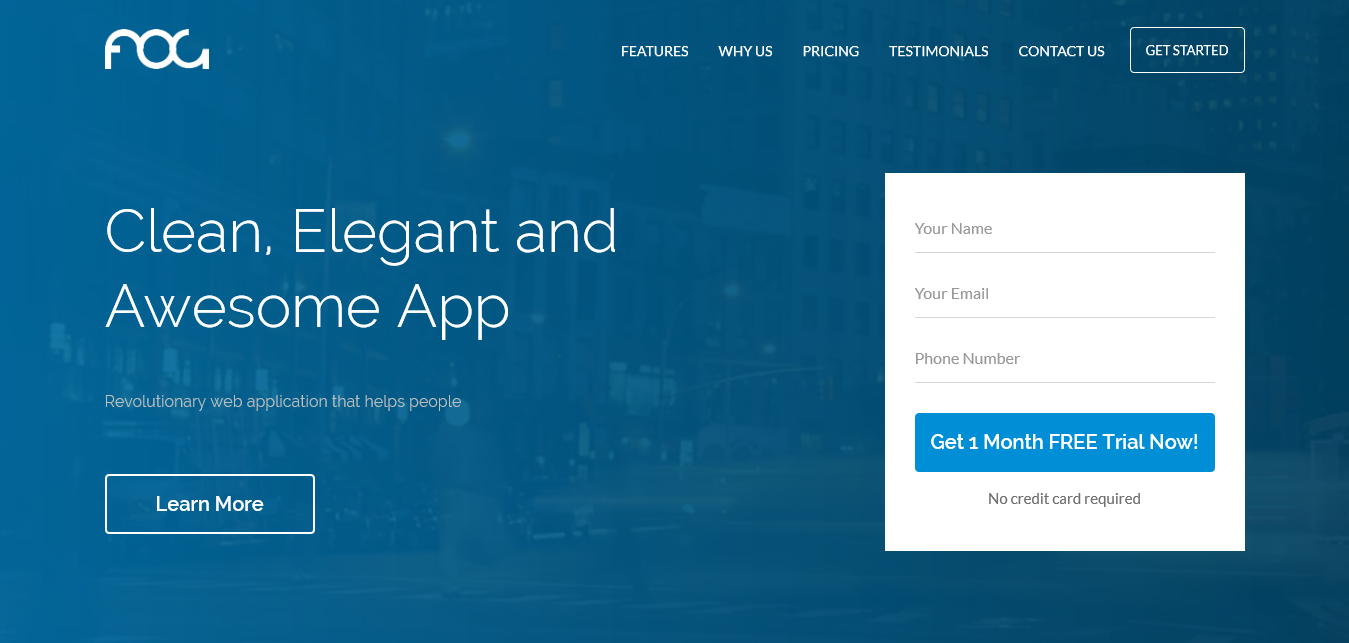 FOG
FEATURES WHY US PRICING TESTIMONIALS CONTACT US GET STARTED
Clean, Elegant and
Awesome App
Revolutionary web application that helps people
Learn More
Your Name
Your Email
Phone Number
Get 1 Month FREE Trial Now!
No credit card required